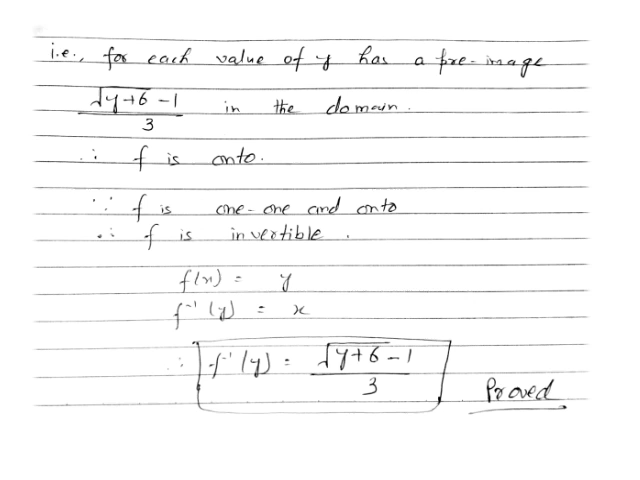 i.e., for each value of y has a pre-image
√y+6 -1 / 3 in the domain.
∴ f is onto.
∵ f is one-one and onto
∴ f is invertible.
f(x) = y
f⁻¹(y) = x
∴ f⁻¹(y) = √y+6 -1 / 3
Proved